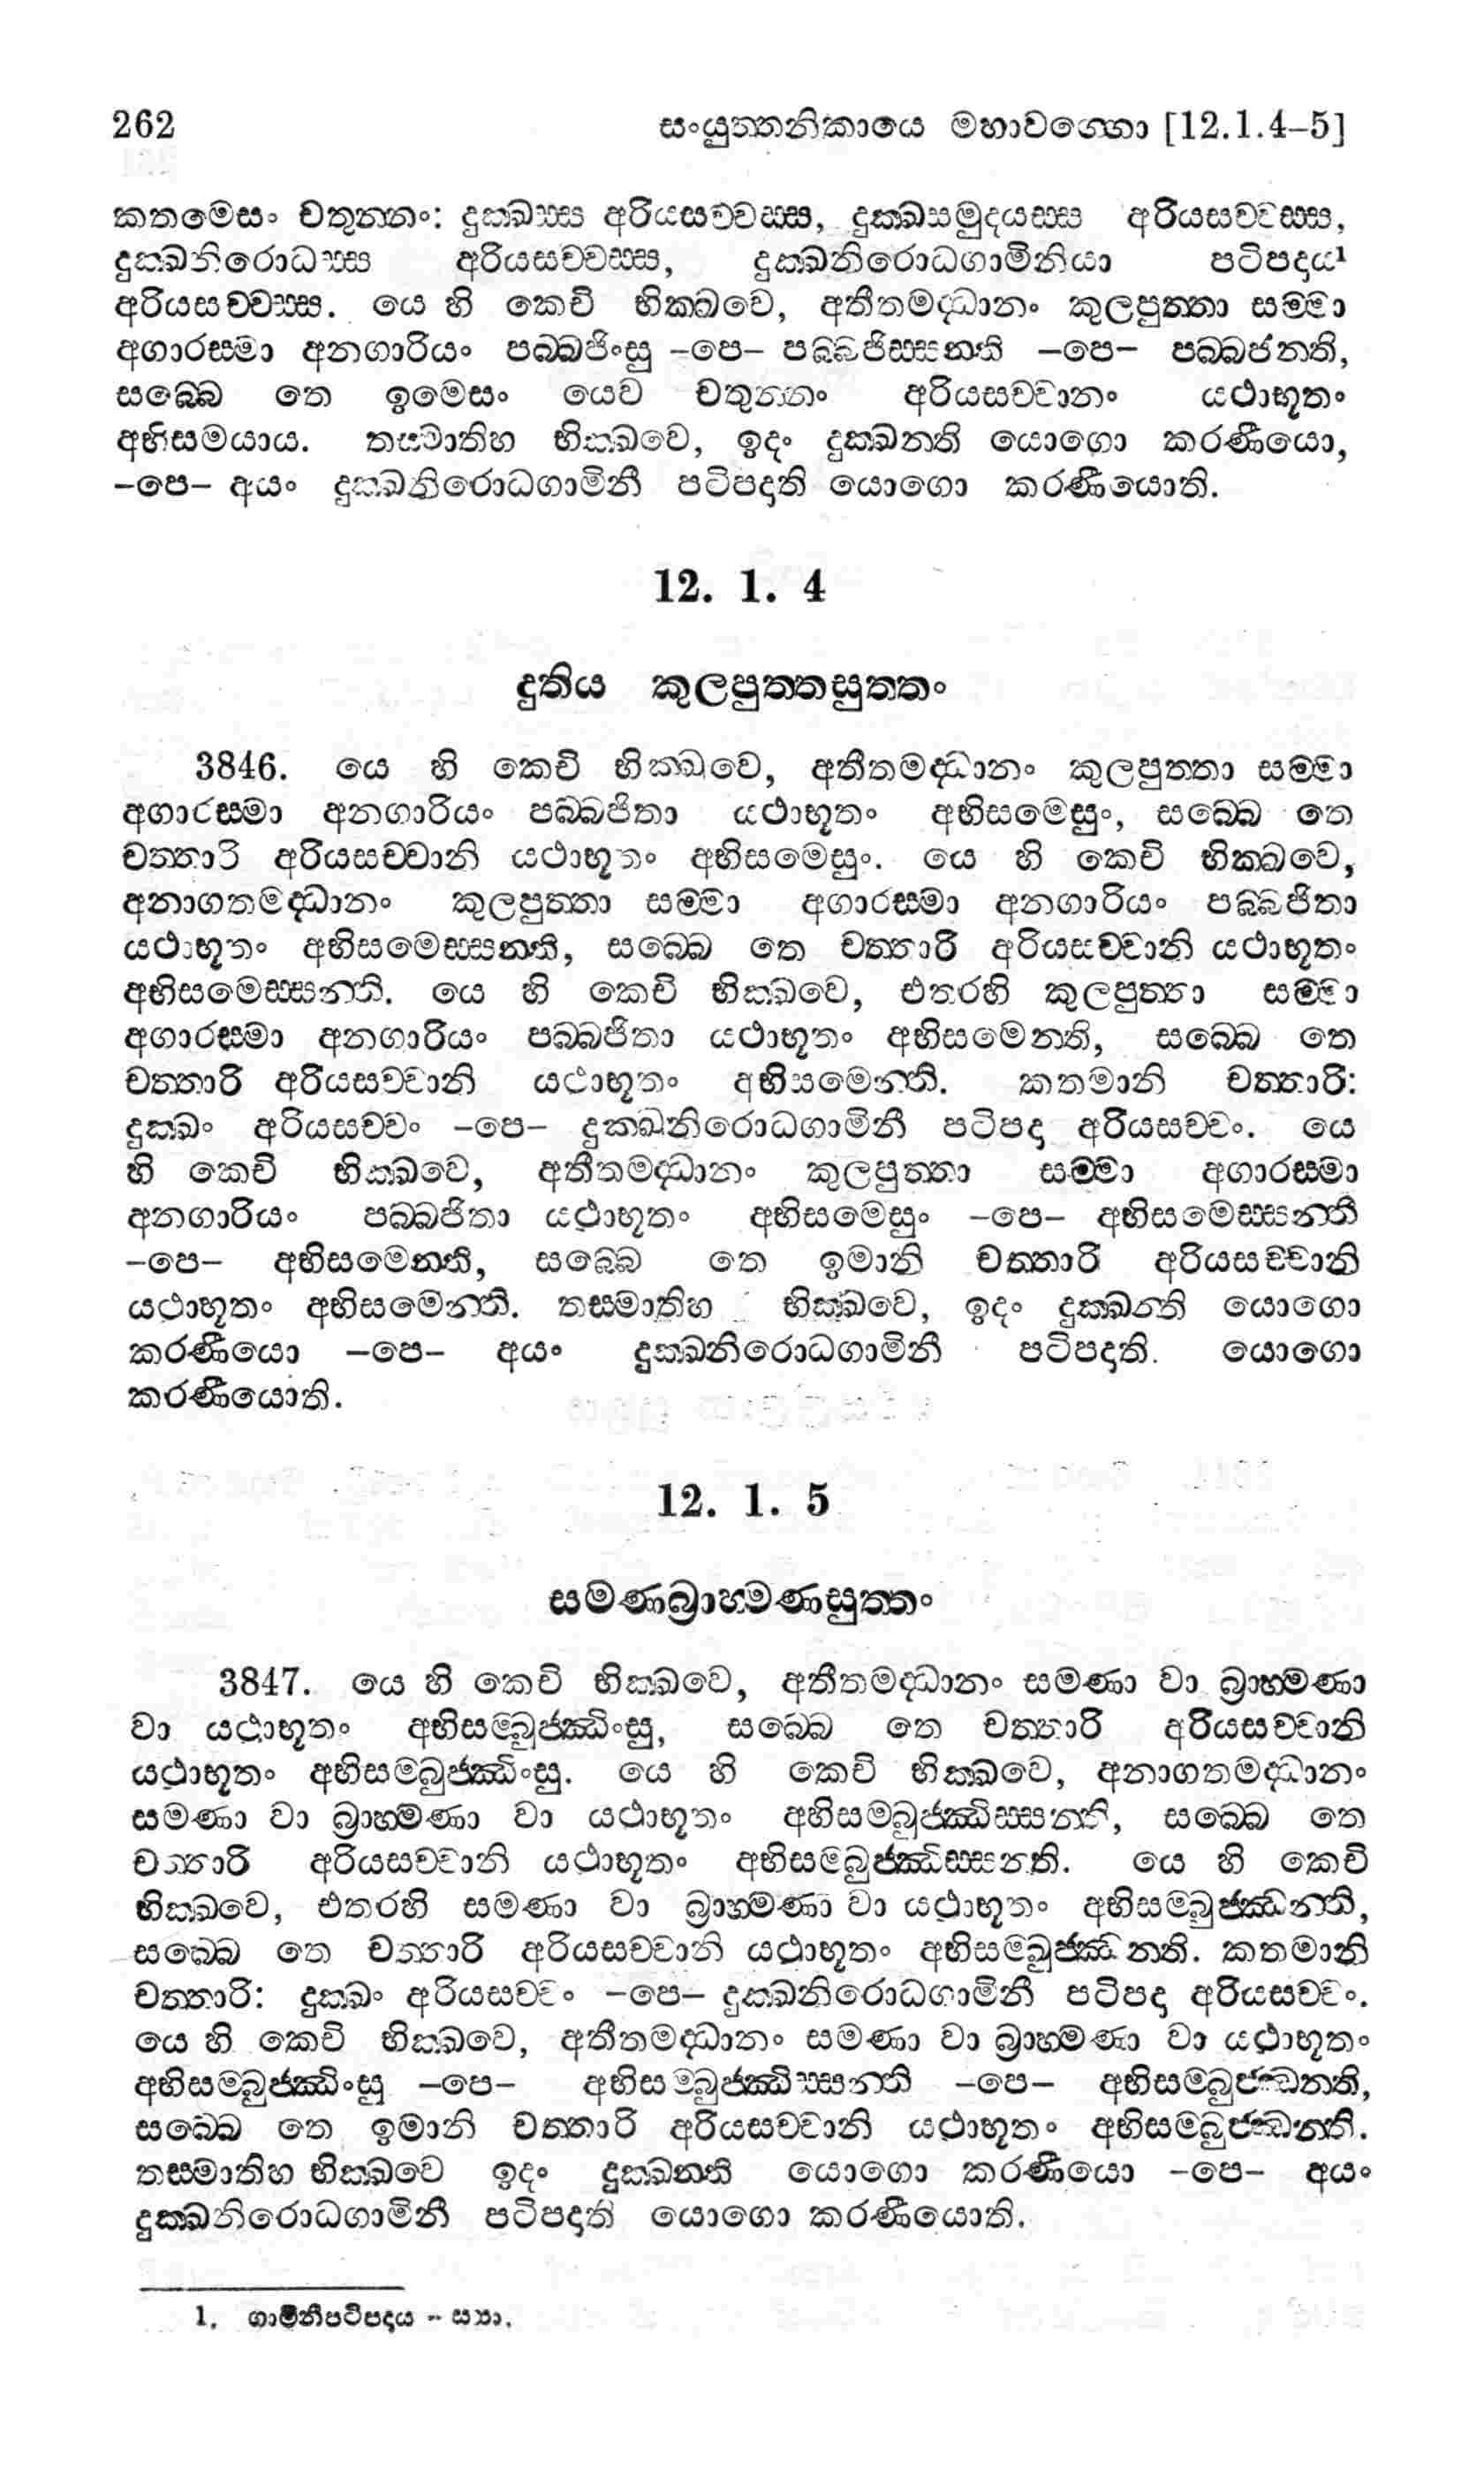 262 සංයුත්තනිකායෙ මහාවග්ගො [12.1.4–5]
කතමෙසං චතුන්නං: දුක්ඛස්ස අරියසච්චස්ස, දුක්ඛසමුදයස්ස අරියසච්චස්ස,
දුක්ඛනිරොධස්ස අරියසච්චස්ස, දුක්ඛනිරොධගාමිනියා පටිපදාය¹
අරියසච්චස්ස. යෙ හි කෙචි භික්ඛවෙ, අතීතමද්ධානං කුලපුත්තා සම්මා
අගාරස්මා අනගාරියං පබ්බජිංසු –පෙ– පබ්බජිස්සන්ති –පෙ– පබ්බජන්ති,
සබ්බෙ තෙ ඉමෙසං යෙව චතුන්නං අරියසච්චානං යථාභූතං
අභිසමයාය. තස්මාතිහ භික්ඛවෙ, ඉදං දුක්ඛන්ති යොගො කරණීයො,
–පෙ– අයං දුක්ඛනිරොධගාමිනී පටිපදාති යොගො කරණීයොති.
12. 1. 4
දුතිය කුලපුත්තසුත්තං
3846. යෙ හි කෙචි භික්ඛවෙ, අතීතමද්ධානං කුලපුත්තා සම්මා
අගාරස්මා අනගාරියං පබ්බජිතා යථාභූතං අභිසමෙසුං, සබ්බෙ තෙ
චත්තාරි අරියසච්චානි යථාභූතං අභිසමෙසුං. යෙ හි කෙචි භික්ඛවෙ,
අනාගතමද්ධානං කුලපුත්තා සම්මා අගාරස්මා අනගාරියං පබ්බජිතා
යථාභූතං අභිසමෙස්සන්ති, සබ්බෙ තෙ චත්තාරි අරියසච්චානි යථාභූතං
අභිසමෙස්සන්ති. යෙ හි කෙචි භික්ඛවෙ, එතරහි කුලපුත්තා සම්මා
අගාරස්මා අනගාරියං පබ්බජිතා යථාභූතං අභිසමෙන්ති, සබ්බෙ තෙ
චත්තාරි අරියසච්චානි යථාභූතං අභිසමෙන්ති. කතමානි චත්තාරි:
දුක්ඛං අරියසච්චං –පෙ– දුක්ඛනිරොධගාමිනී පටිපදා අරියසච්චං. යෙ
හි කෙචි භික්ඛවෙ, අතීතමද්ධානං කුලපුත්තා සම්මා අගාරස්මා
අනගාරියං පබ්බජිතා යථාභූතං අභිසමෙසුං –පෙ– අභිසමෙස්සන්ති
–පෙ– අභිසමෙන්ති, සබ්බෙ තෙ ඉමානි චත්තාරි අරියසච්චානි
යථාභූතං අභිසමෙන්ති. තස්මාතිහ භික්ඛවෙ, ඉදං දුක්ඛන්ති යොගො
කරණීයො –පෙ– අයං දුක්ඛනිරොධගාමිනී පටිපදාති. යොගො
කරණීයොති.
12. 1. 5
සමණබ්‍රාහ්මණසුත්තං
3847. යෙ හි කෙචි භික්ඛවෙ, අතීතමද්ධානං සමණා වා බ්‍රාහ්මණා
වා යථාභූතං අභිසම්බුජ්ඣිංසු, සබ්බෙ තෙ චත්තාරි අරියසච්චානි
යථාභූතං අභිසම්බුජ්ඣිංසු. යෙ හි කෙචි භික්ඛවෙ, අනාගතමද්ධානං
සමණා වා බ්‍රාහ්මණා වා යථාභූතං අභිසම්බුජ්ඣිස්සන්ති, සබ්බෙ තෙ
චත්තාරි අරියසච්චානි යථාභූතං අභිසම්බුජ්ඣිස්සන්ති. යෙ හි කෙචි
භික්ඛවෙ, එතරහි සමණා වා බ්‍රාහ්මණා වා යථාභූතං අභිසම්බුජ්ඣන්ති,
සබ්බෙ තෙ චත්තාරි අරියසච්චානි යථාභූතං අභිසම්බුජ්ඣන්ති. කතමානි
චත්තාරි: දුක්ඛං අරියසච්චං –පෙ– දුක්ඛනිරොධගාමිනී පටිපදා අරියසච්චං.
යෙ හි කෙචි භික්ඛවෙ, අතීතමද්ධානං සමණා වා බ්‍රාහ්මණා වා යථාභූතං
අභිසම්බුජ්ඣිංසු –පෙ– අභිසම්බුජ්ඣිස්සන්ති –පෙ– අභිසම්බුජ්ඣන්ති,
සබ්බෙ තෙ ඉමානි චත්තාරි අරියසච්චානි යථාභූතං අභිසම්බුජ්ඣන්ති.
තස්මාතිහ භික්ඛවෙ ඉදං දුක්ඛන්ති යොගො කරණීයො –පෙ– අයං
දුක්ඛනිරොධගාමිනී පටිපදාති යොගො කරණීයොති.
1. ගාමිනීපටිපදාය - ස්‍යා.